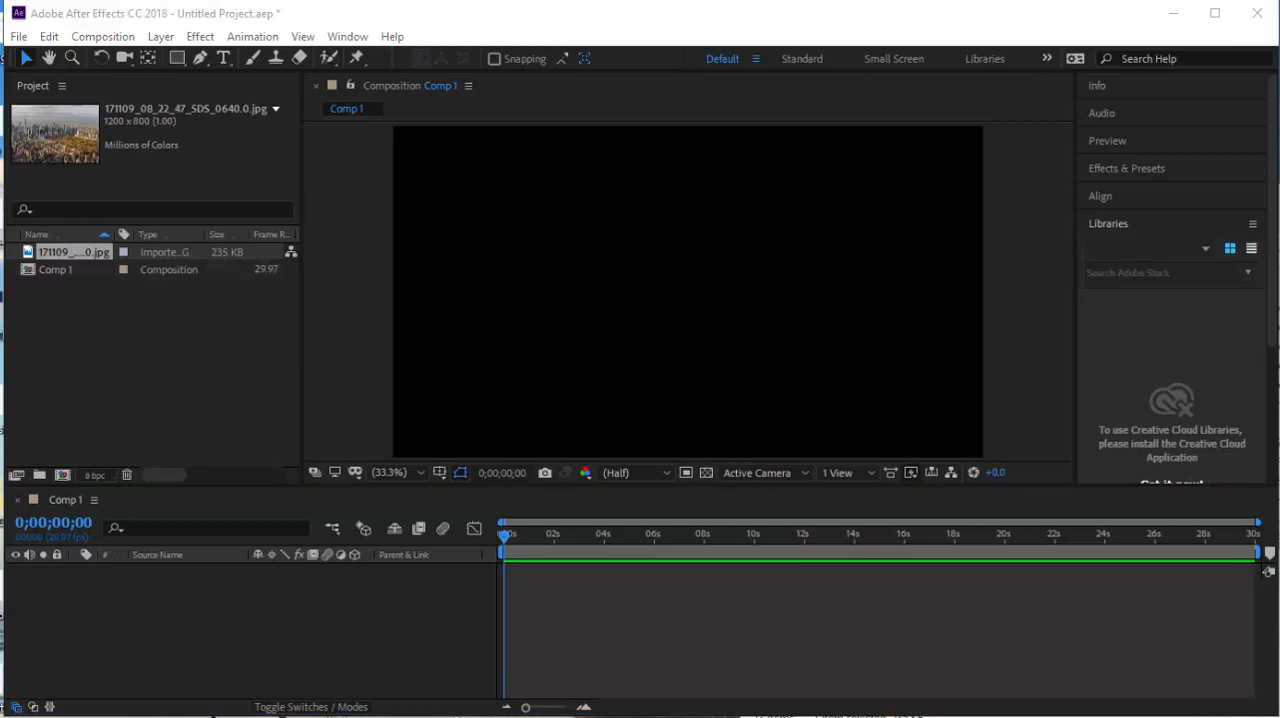 Ae Adobe After Effects CC 2018 - Untitled Project.aep *
File Edit Composition Layer Effect Animation View Window Help
Snapping Default Standard Small Screen Libraries Search Help
Project
171109_08_22_47_5DS_0640.0.jpg
1200 x 800 (1.00)
Millions of Colors
Name Type Size Frame R...
171109_....0.jpg Importe...G 235 KB
Comp 1 Composition 29.97
8 bpc
Composition Comp 1
Comp 1
(33.3%) 0;00;00;00 (Half) Active Camera 1 View +0.0
Info
Audio
Preview
Effects & Presets
Align
Libraries
Search Adobe Stock
To use Creative Cloud Libraries,
please install the Creative Cloud
Application
Get it now!
Comp 1
0;00;00;00
00000 (29.97 fps)
# Source Name Parent & Link
00s 02s 04s 06s 08s 10s 12s 14s 16s 18s 20s 22s 24s 26s 28s 30s
Toggle Switches / Modes